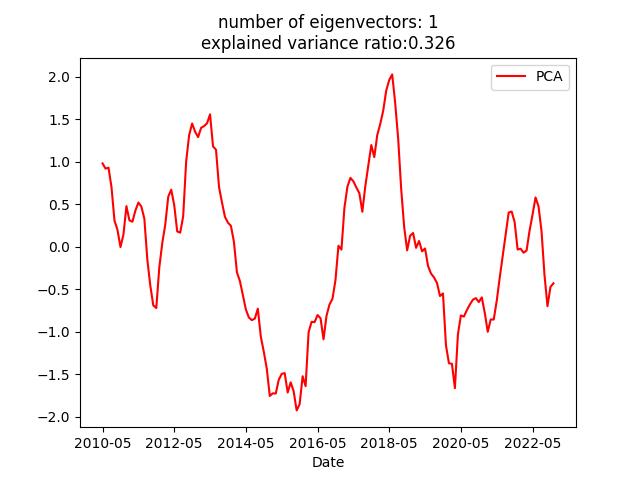 number of eigenvectors: 1
explained variance ratio:0.326
PCA
2.0
1.5
1.0
0.5
0.0
−0.5
−1.0
−1.5
−2.0
2010-05 2012-05 2014-05 2016-05 2018-05 2020-05 2022-05
Date